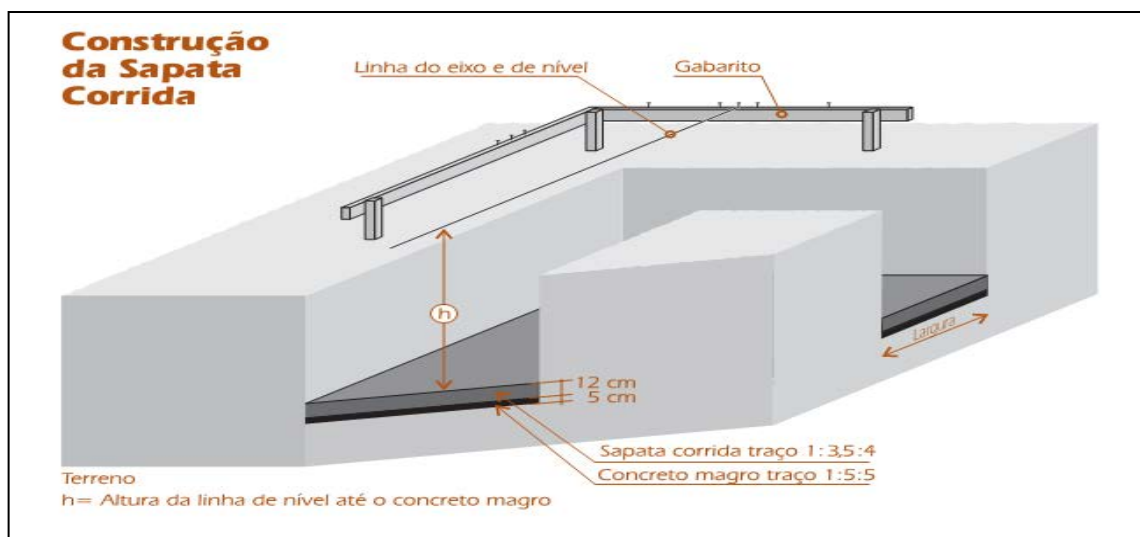 Construção
da Sapata
Corrida
Linha do eixo e de nível
Gabarito
h
12 cm
5 cm
Largura
Sapata corrida traço 1:3,5:4
Concreto magro traço 1:5:5
Terreno
h= Altura da linha de nível até o concreto magro